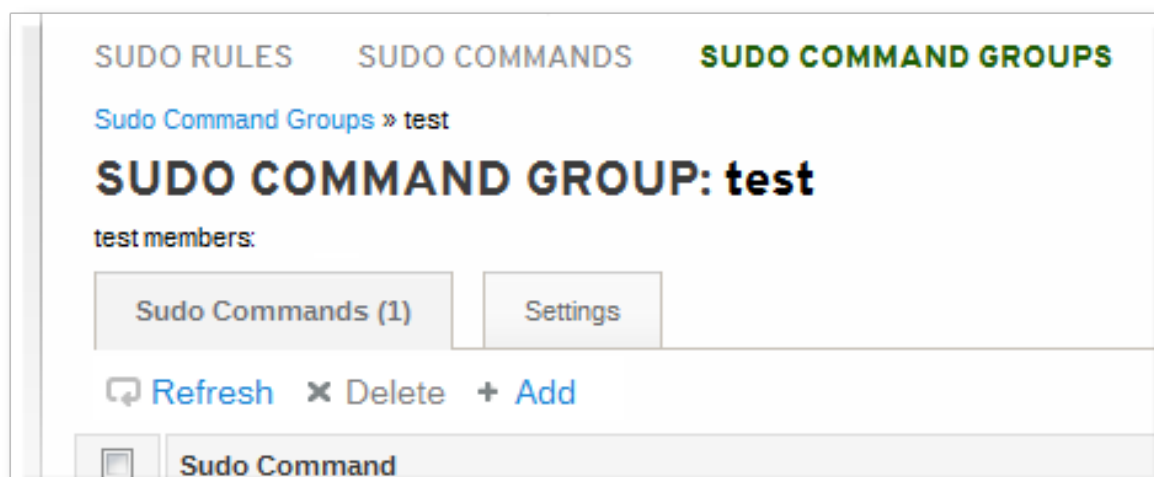 SUDO RULES SUDO COMMANDS SUDO COMMAND GROUPS
Sudo Command Groups » test
SUDO COMMAND GROUP: test
test members:
Sudo Commands (1) Settings
Refresh Delete + Add
Sudo Command